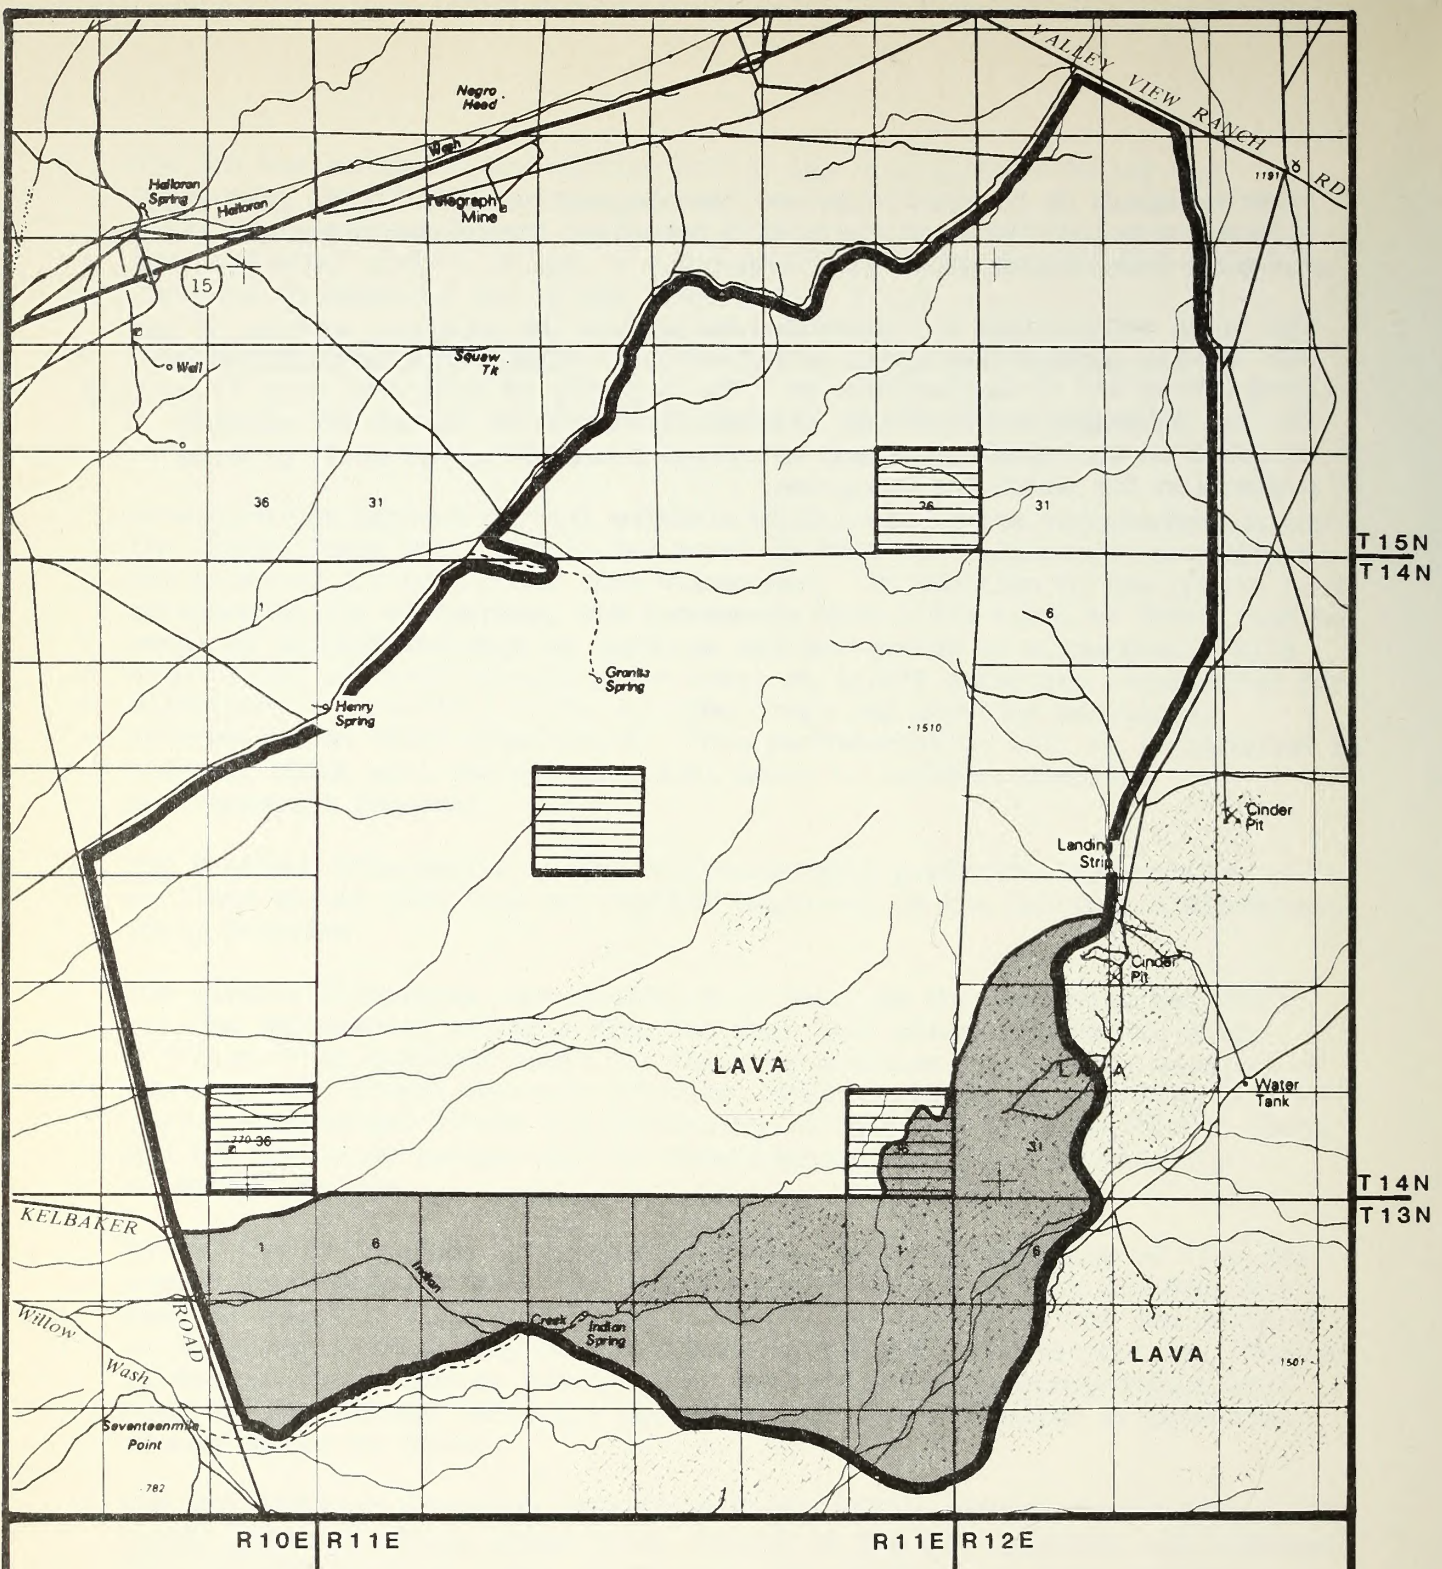 VALLEY VIEW RANCH RD
1191
Negro
Head
Wash
Halloran
Spring
Halloran
Telegraph
Mine
15
Squaw
Tit
Well
36
31
36
31
T15N
T14N
1
6
Granite
Spring
Henry
Spring
1510
Cinder
Pit
Landing
Strip
Cinder
Pit
LAVA
LAVA
Water
Tank
770
36
36
31
T14N
T13N
KELBAKER
ROAD
1
6
1
6
Indian
Creek
Indian
Spring
Willow
Wash
LAVA
1501
Seventeenmile
Point
782
R10E R11E
R11E R12E